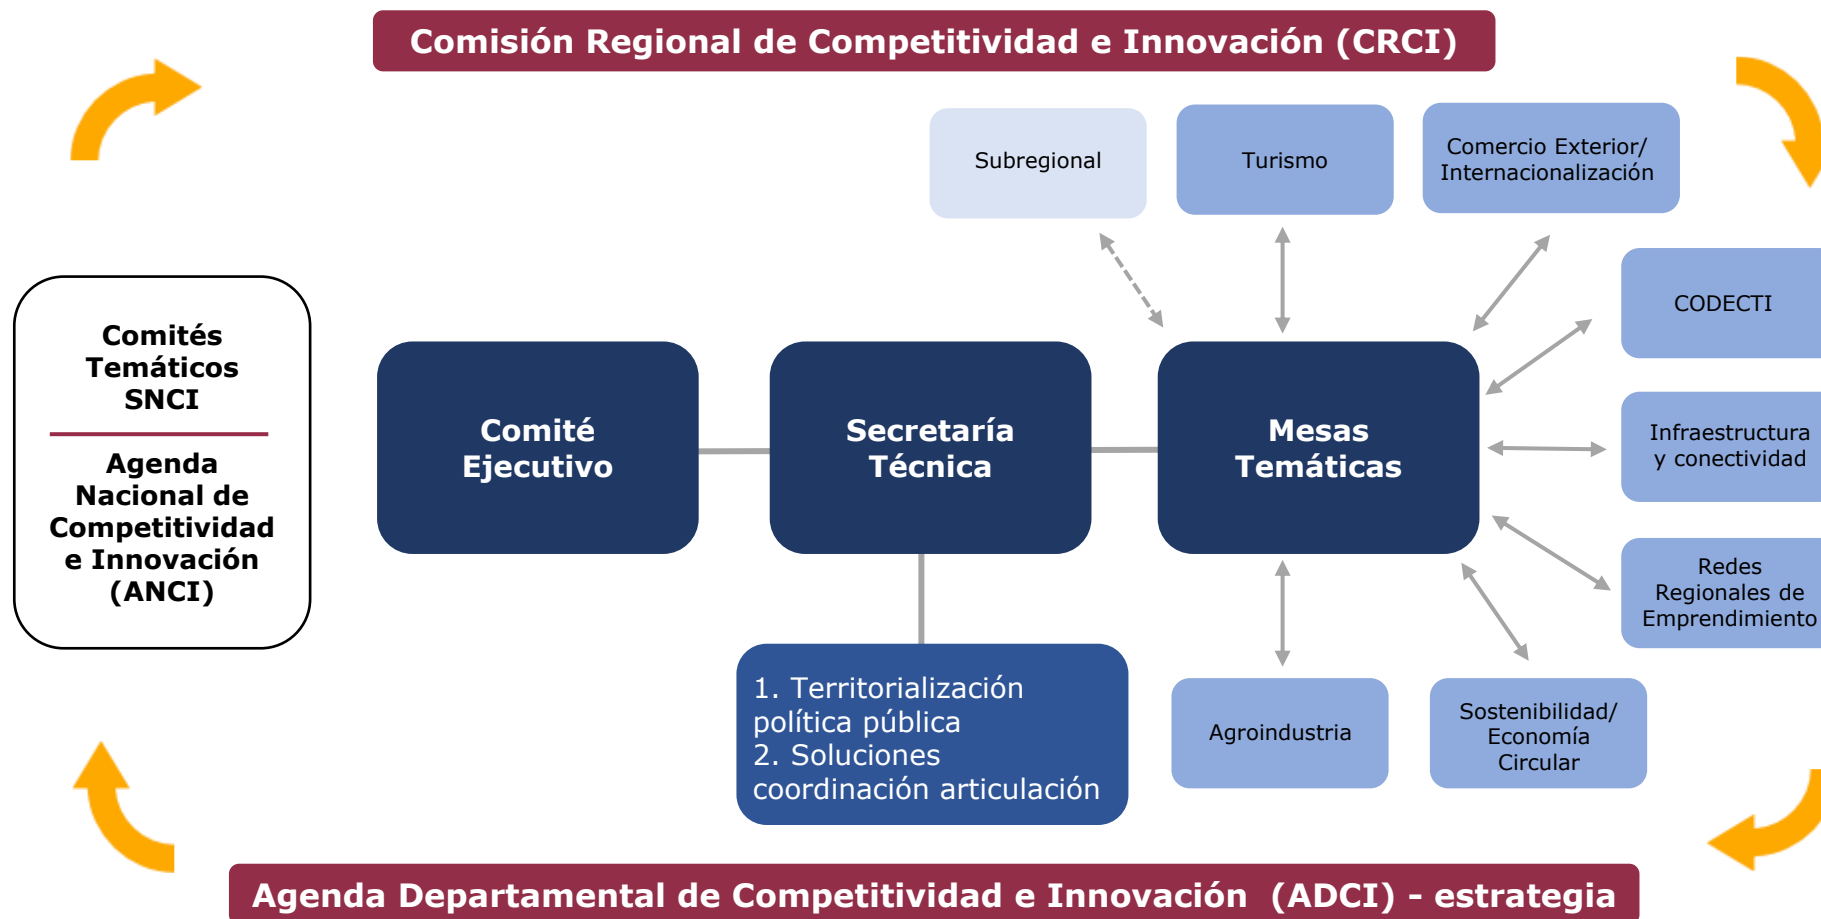 Comisión Regional de Competitividad e Innovación (CRCI)
Subregional
Turismo
Comercio Exterior/
Internacionalización
CODECTI
Infraestructura
y conectividad
Redes
Regionales de
Emprendimiento
Sostenibilidad/
Economía
Circular
Agroindustria
Comités
Temáticos
SNCI
Agenda
Nacional de
Competitividad
e Innovación
(ANCI)
Comité
Ejecutivo
Secretaría
Técnica
Mesas
Temáticas
1. Territorialización
política pública
2. Soluciones
coordinación articulación
Agenda Departamental de Competitividad e Innovación  (ADCI) - estrategia